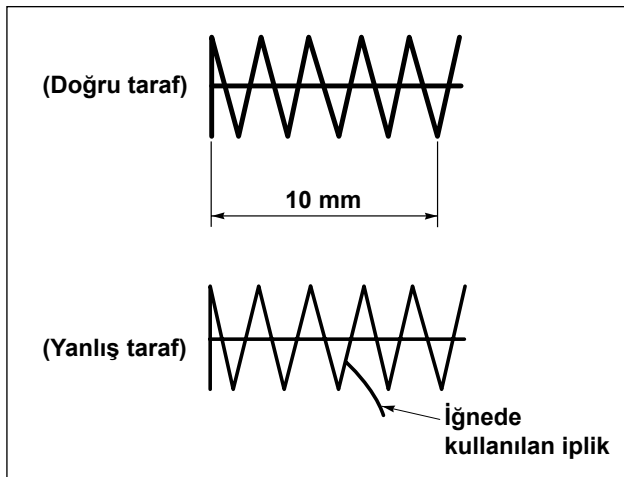 (Doğru taraf)
10 mm
(Yanlış taraf)
İğnede
kullanılan iplik